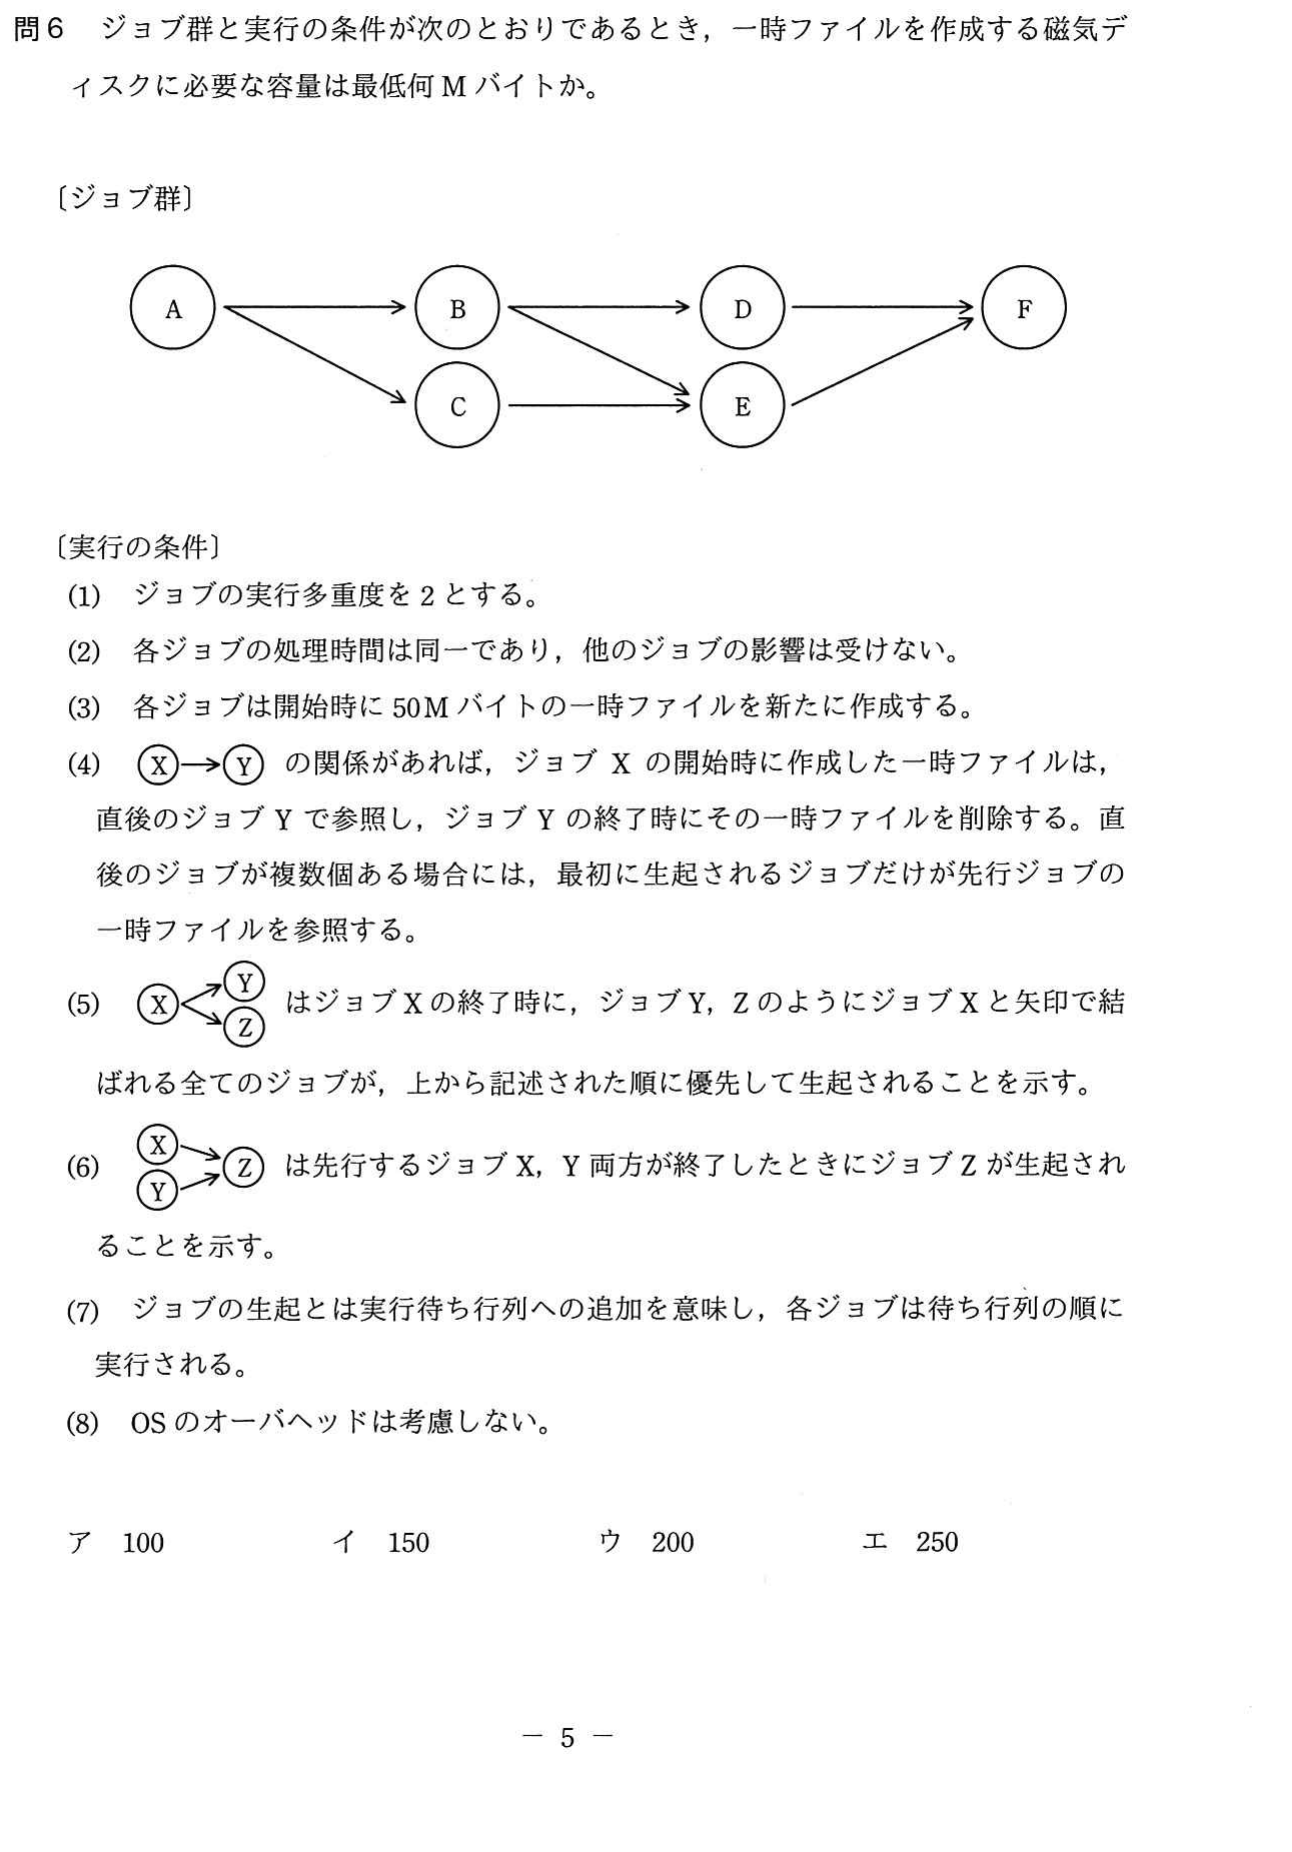 問6 ジョブ群と実行の条件が次のとおりであるとき，一時ファイルを作成する磁気デ
ィスクに必要な容量は最低何Mバイトか。
〔ジョブ群〕
A B D F
C E
〔実行の条件〕
(1) ジョブの実行多重度を2とする。
(2) 各ジョブの処理時間は同一であり，他のジョブの影響は受けない。
(3) 各ジョブは開始時に50Mバイトの一時ファイルを新たに作成する。
(4) X→Y の関係があれば，ジョブ X の開始時に作成した一時ファイルは，
直後のジョブ Y で参照し，ジョブ Y の終了時にその一時ファイルを削除する。直
後のジョブが複数個ある場合には，最初に生起されるジョブだけが先行ジョブの
一時ファイルを参照する。
Y
(5) X はジョブXの終了時に，ジョブY，ZのようにジョブXと矢印で結
Z
ばれる全てのジョブが，上から記述された順に優先して生起されることを示す。
X
(6) Z は先行するジョブX，Y両方が終了したときにジョブZが生起され
Y
ることを示す。
(7) ジョブの生起とは実行待ち行列への追加を意味し，各ジョブは待ち行列の順に
実行される。
(8) OSのオーバヘッドは考慮しない。
ア 100 イ 150 ウ 200 エ 250
― 5 ―